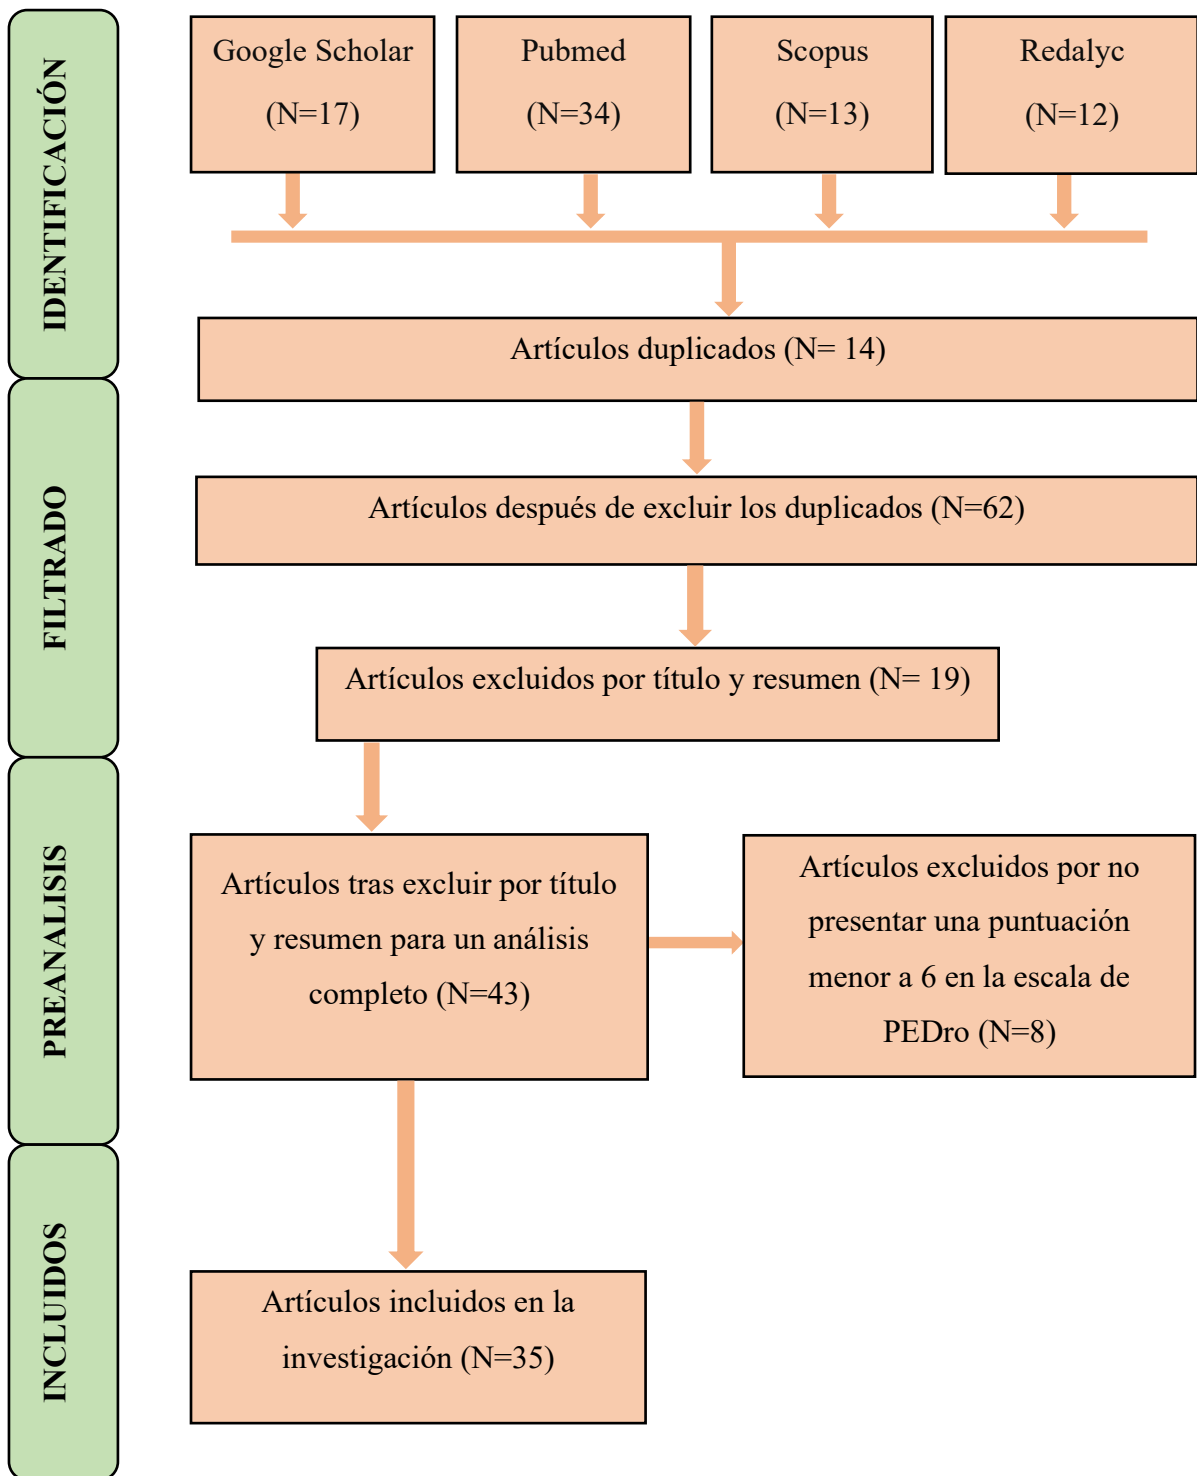 IDENTIFICACIÓN
Google Scholar
(N=17)
Pubmed
(N=34)
Scopus
(N=13)
Redalyc
(N=12)
Artículos duplicados (N= 14)
FILTRADO
Artículos después de excluir los duplicados (N=62)
Artículos excluidos por título y resumen (N= 19)
PREANALISIS
Artículos tras excluir por título
y resumen para un análisis
completo (N=43)
Artículos excluidos por no
presentar una puntuación
menor a 6 en la escala de
PEDro (N=8)
INCLUIDOS
Artículos incluidos en la
investigación (N=35)